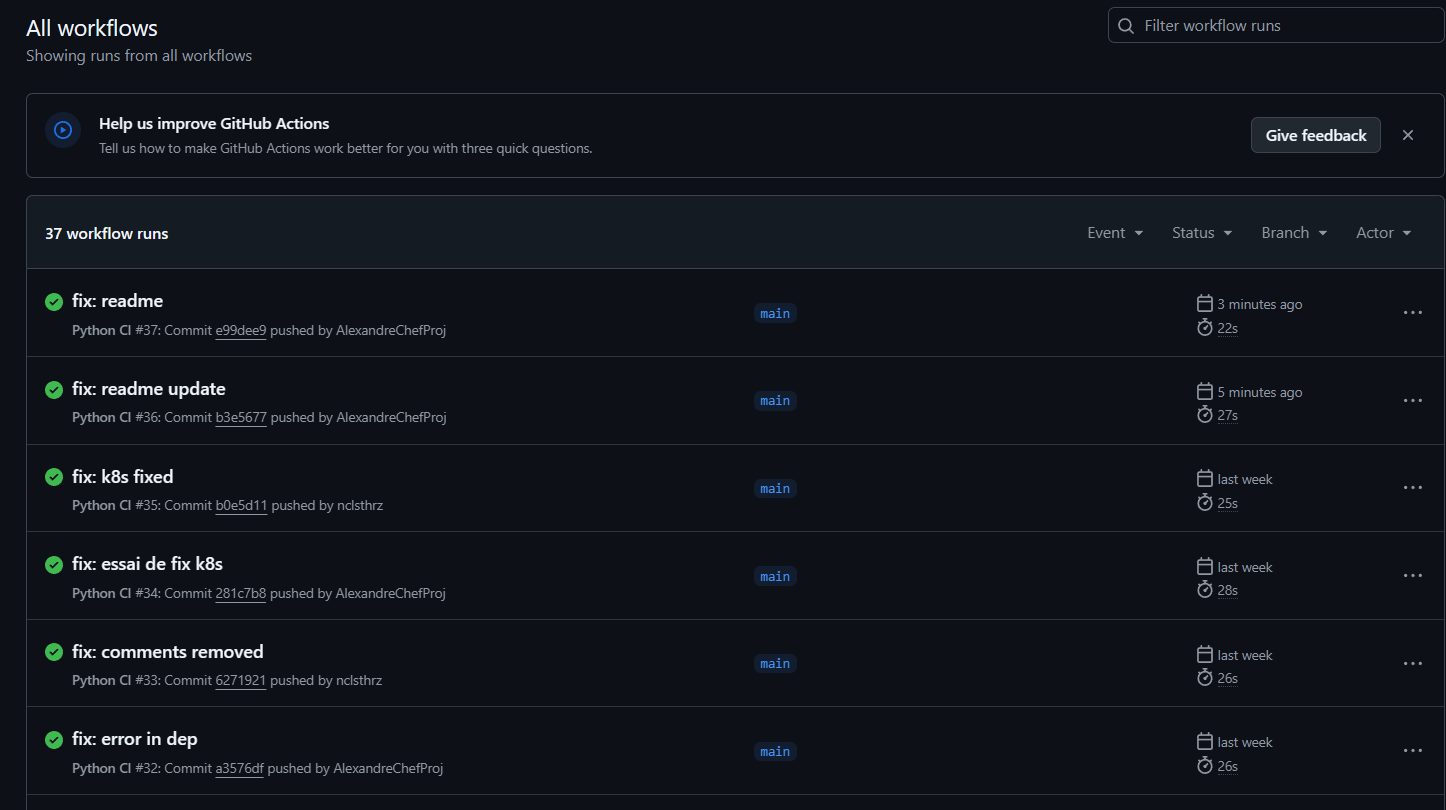 All workflows
Showing runs from all workflows
Filter workflow runs
Help us improve GitHub Actions
Tell us how to make GitHub Actions work better for you with three quick questions.
Give feedback
37 workflow runs
Event
Status
Branch
Actor
fix: readme
Python CI #37: Commit e99dee9 pushed by AlexandreChefProj
main
3 minutes ago
22s
fix: readme update
Python CI #36: Commit b3e5677 pushed by AlexandreChefProj
main
5 minutes ago
27s
fix: k8s fixed
Python CI #35: Commit b0e5d11 pushed by nclsthrz
main
last week
25s
fix: essai de fix k8s
Python CI #34: Commit 281c7b8 pushed by AlexandreChefProj
main
last week
28s
fix: comments removed
Python CI #33: Commit 6271921 pushed by nclsthrz
main
last week
26s
fix: error in dep
Python CI #32: Commit a3576df pushed by AlexandreChefProj
main
last week
26s